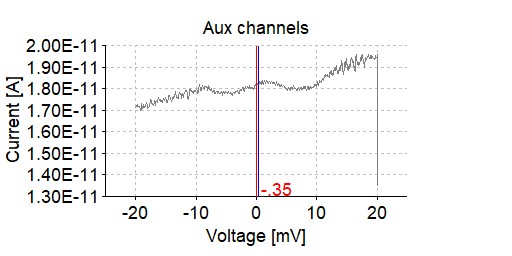 Aux channels
Current [A]
2.00E-11
1.90E-11
1.80E-11
1.70E-11
1.60E-11
1.50E-11
1.40E-11
1.30E-11
-.35
-20 -10 0 10 20
Voltage [mV]